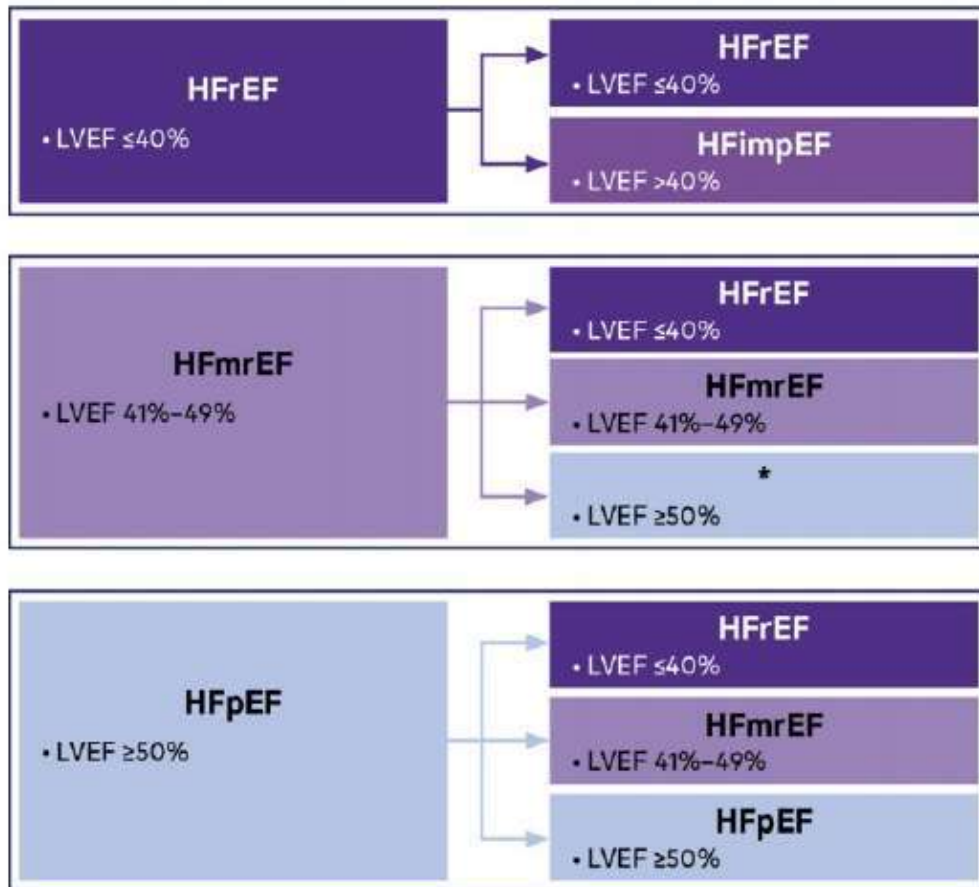 HFrEF
• LVEF ≤40%
HFrEF
• LVEF ≤40%
HFimpEF
• LVEF >40%
HFmrEF
• LVEF 41%–49%
HFrEF
• LVEF ≤40%
HFmrEF
• LVEF 41%–49%
*
• LVEF ≥50%
HFpEF
• LVEF ≥50%
HFrEF
• LVEF ≤40%
HFmrEF
• LVEF 41%–49%
HFpEF
• LVEF ≥50%